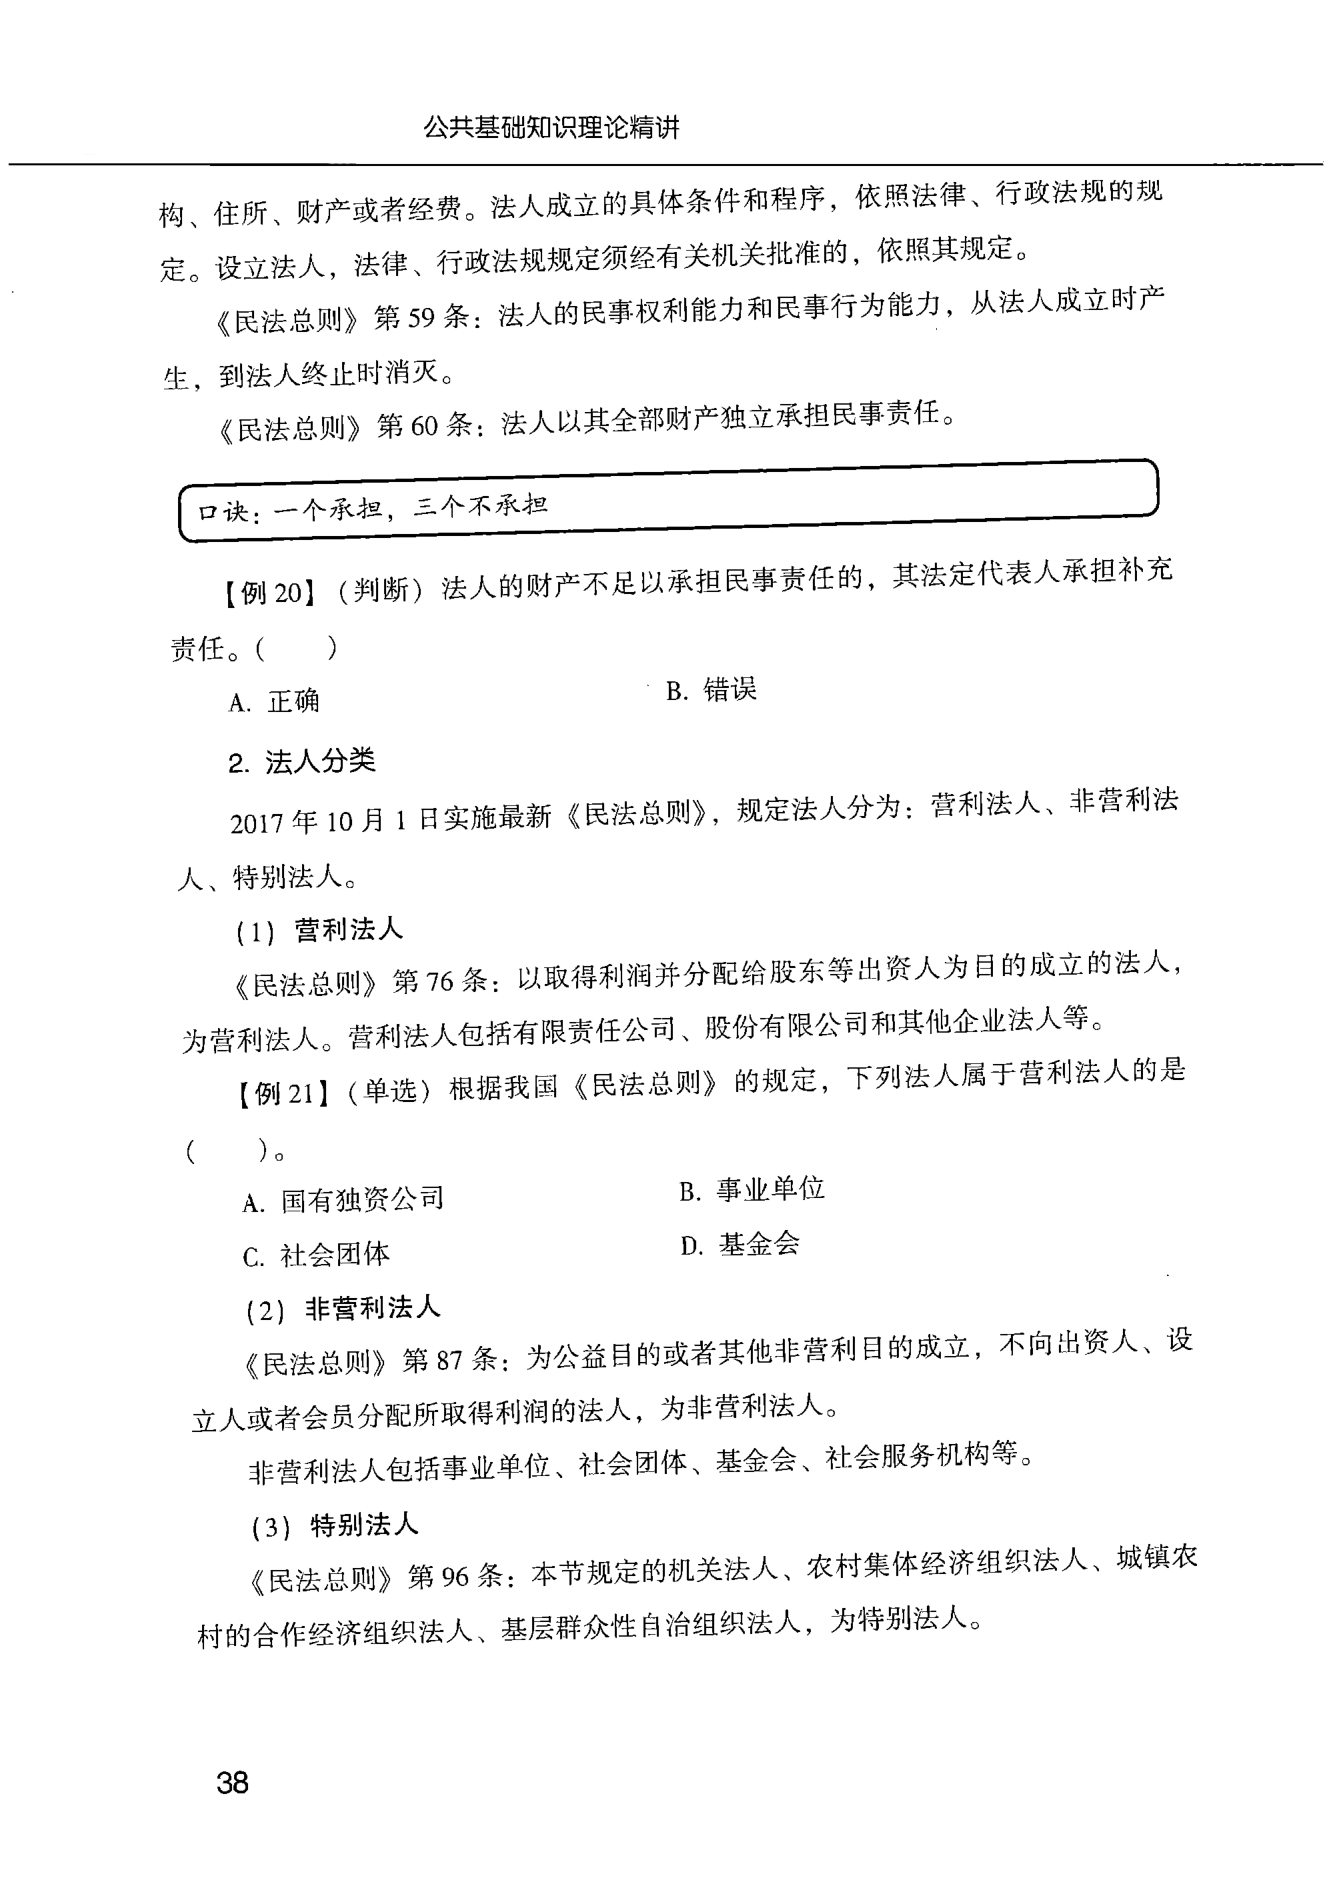 公共基础知识理论精讲
构、住所、财产或者经费。法人成立的具体条件和程序，依照法律、行政法规的规
定。设立法人，法律、行政法规规定须经有关机关批准的，依照其规定。
《民法总则》第 59 条：法人的民事权利能力和民事行为能力，从法人成立时产
生，到法人终止时消灭。
《民法总则》第 60 条：法人以其全部财产独立承担民事责任。
口诀：一个承担，三个不承担
【例 20】（判断）法人的财产不足以承担民事责任的，其法定代表人承担补充
责任。（　　）
A. 正确 B. 错误
2. 法人分类
2017 年 10 月 1 日实施最新《民法总则》，规定法人分为：营利法人、非营利法
人、特别法人。
（1）营利法人
《民法总则》第 76 条：以取得利润并分配给股东等出资人为目的成立的法人，
为营利法人。营利法人包括有限责任公司、股份有限公司和其他企业法人等。
【例 21】（单选）根据我国《民法总则》的规定，下列法人属于营利法人的是
（　　）。
A. 国有独资公司 B. 事业单位
C. 社会团体 D. 基金会
（2）非营利法人
《民法总则》第 87 条：为公益目的或者其他非营利目的成立，不向出资人、设
立人或者会员分配所取得利润的法人，为非营利法人。
非营利法人包括事业单位、社会团体、基金会、社会服务机构等。
（3）特别法人
《民法总则》第 96 条：本节规定的机关法人、农村集体经济组织法人、城镇农
村的合作经济组织法人、基层群众性自治组织法人，为特别法人。
38